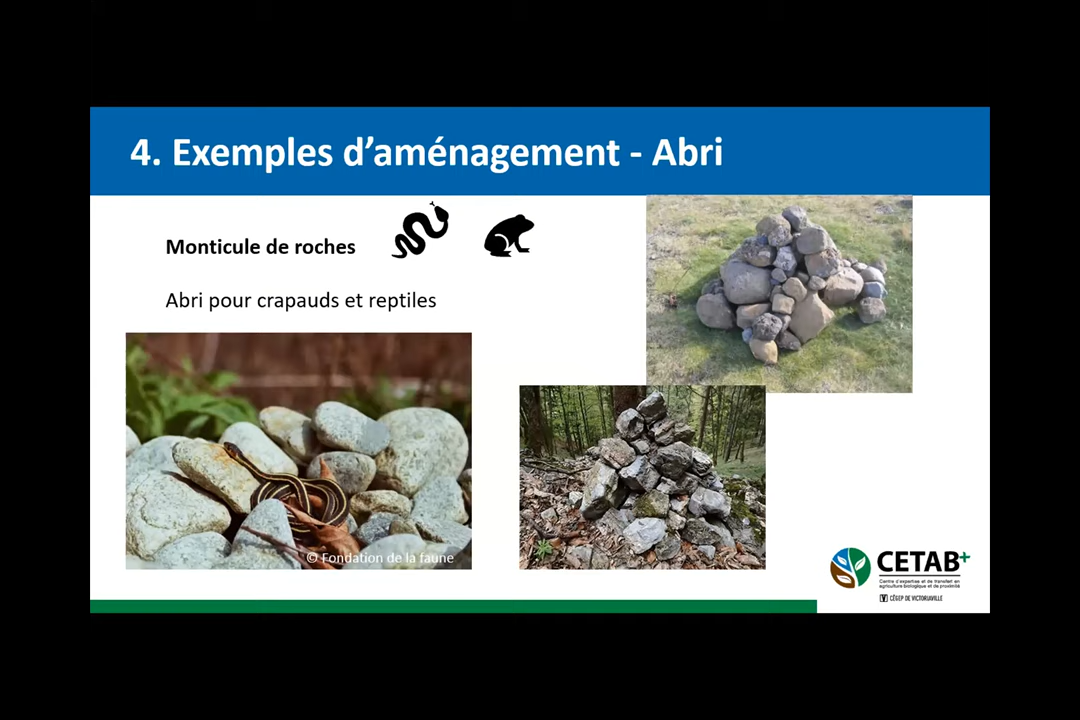 4. Exemples d’aménagement - Abri
Monticule de roches
Abri pour crapauds et reptiles
© Fondation de la faune
CETAB+
Centre d'expertise et de transfert en
agriculture biologique et de proximité
CÉGEP DE VICTORIAVILLE